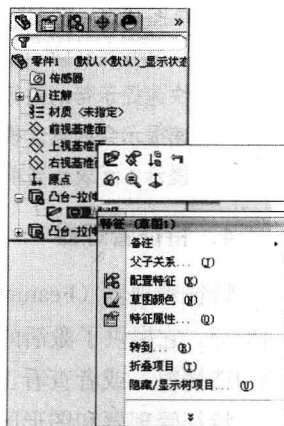 »
零件1 (默认<<默认>_显示状态
传感器
注解
材质 <未指定>
前视基准面
上视基准面
右视基准面
原点
凸台-拉伸
凸台-拉伸
特征 (草图1)
备注
父子关系... (J)
配置特征 (K)
草图颜色 (N)
特征属性... (O)
转到... (R)
折叠项目 (T)
隐藏/显示树项目... (U)